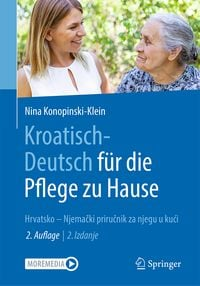 Nina Konopinski-Klein
Kroatisch-
Deutsch für die
Pflege zu Hause
Hrvatsko – Njemački priručnik za njegu u kući
2. Auflage | 2. Izdanje
MOREMEDIA
Springer